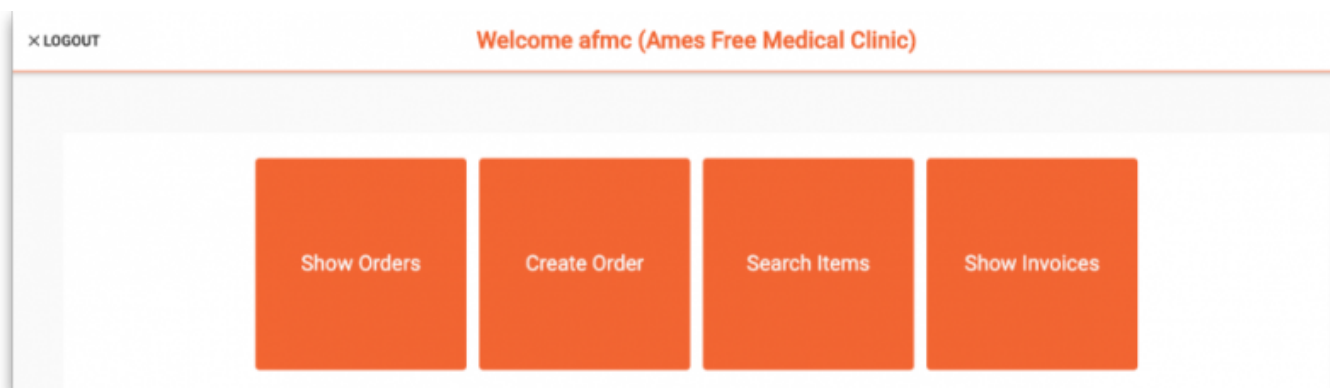 × LOGOUT
Welcome afmc (Ames Free Medical Clinic)
Show Orders
Create Order
Search Items
Show Invoices